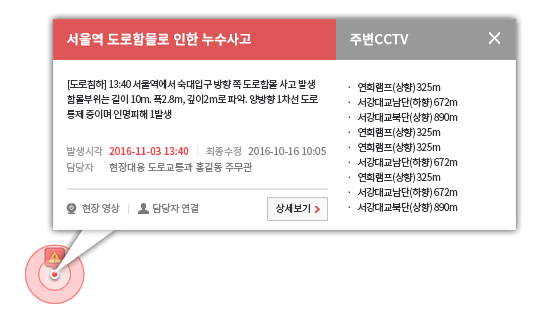 서울역 도로함몰로 인한 누수사고
주변CCTV
[도로침하] 13:40 서울역에서 숙대입구 방향 쪽 도로함몰 사고 발생
함몰부위는 길이 10m. 폭2.8m, 깊이2m로 파악. 양방향 1차선 도로
통제 중이며 인명피해 1발생
발생시각 2016-11-03 13:40 | 최종수정 2016-10-16 10:05
담당자 현장대응 도로교통과 홍길동 주무관
현장 영상 | 담당자 연결
상세보기
· 연희램프(상향) 325m
· 서강대교남단(하향) 672m
· 서강대교북단(상향) 890m
· 연희램프(상향) 325m
· 연희램프(상향) 325m
· 서강대교남단(하향) 672m
· 연희램프(상향) 325m
· 서강대교남단(하향) 672m
· 서강대교북단(상향) 890m